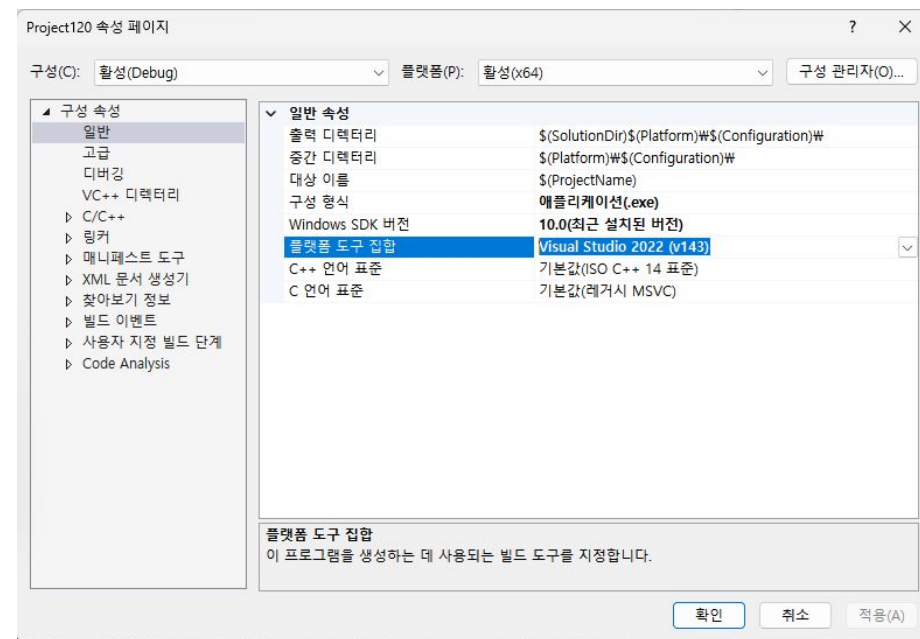 Project120 속성 페이지
? ×
구성(C): 활성(Debug) 플랫폼(P): 활성(x64) 구성 관리자(O)...
구성 속성
일반
고급
디버깅
VC++ 디렉터리
C/C++
링커
매니페스트 도구
XML 문서 생성기
찾아보기 정보
빌드 이벤트
사용자 지정 빌드 단계
Code Analysis
일반 속성
출력 디렉터리 $(SolutionDir)$(Platform)₩$(Configuration)₩
중간 디렉터리 $(Platform)₩$(Configuration)₩
대상 이름 $(ProjectName)
구성 형식 애플리케이션(.exe)
Windows SDK 버전 10.0(최근 설치된 버전)
플랫폼 도구 집합 Visual Studio 2022 (v143)
C++ 언어 표준 기본값(ISO C++ 14 표준)
C 언어 표준 기본값(레거시 MSVC)
플랫폼 도구 집합
이 프로그램을 생성하는 데 사용되는 빌드 도구를 지정합니다.
확인 취소 적용(A)